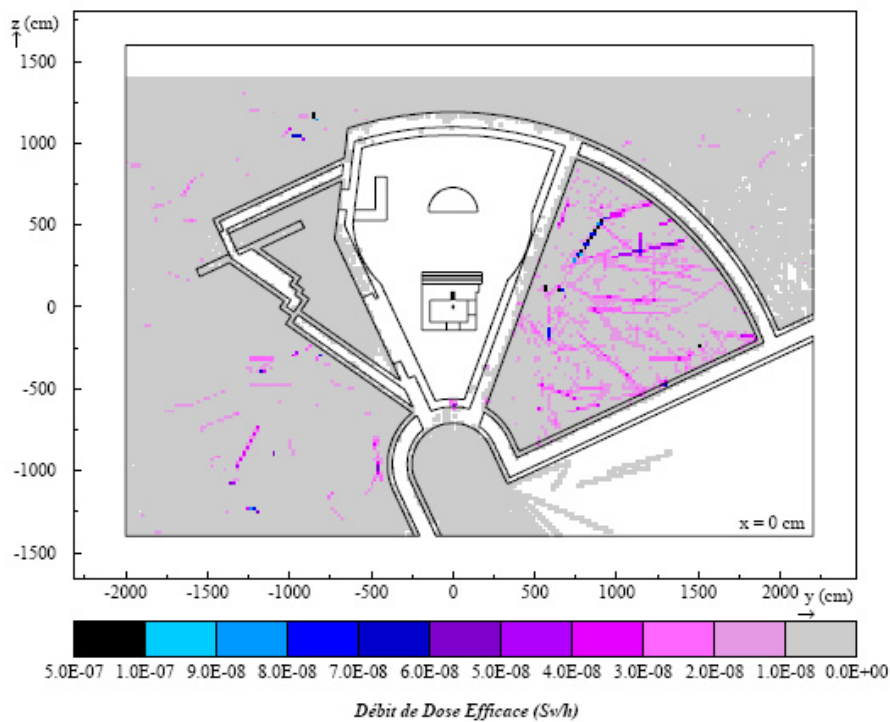 z (cm)
↑
1500
1000
500
0
-500
-1000
-1500
x = 0 cm
-2000 -1500 -1000 -500 0 500 1000 1500 2000 y (cm)
→
5.0E-07 1.0E-07 9.0E-08 8.0E-08 7.0E-08 6.0E-08 5.0E-08 4.0E-08 3.0E-08 2.0E-08 1.0E-08 0.0E+00
Débit de Dose Efficace (Sv/h)